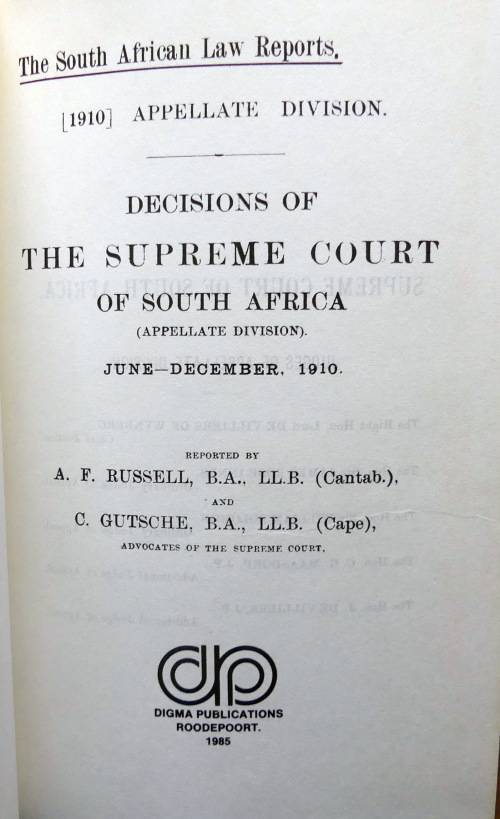 The South African Law Reports.
[1910] APPELLATE DIVISION.
DECISIONS OF
THE SUPREME COURT
OF SOUTH AFRICA
(APPELLATE DIVISION).
JUNE—DECEMBER, 1910.
REPORTED BY
A. F. RUSSELL, B.A., LL.B. (Cantab.),
AND
C. GUTSCHE, B.A., LL.B. (Cape),
ADVOCATES OF THE SUPREME COURT.
DIGMA PUBLICATIONS
ROODEPOORT.
1985